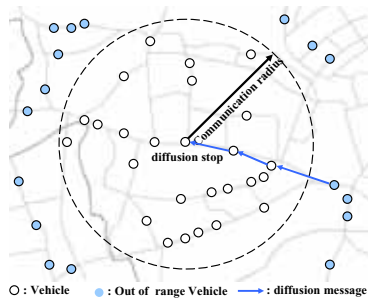 Communication radius
diffusion stop
: Vehicle : Out of range Vehicle : diffusion message